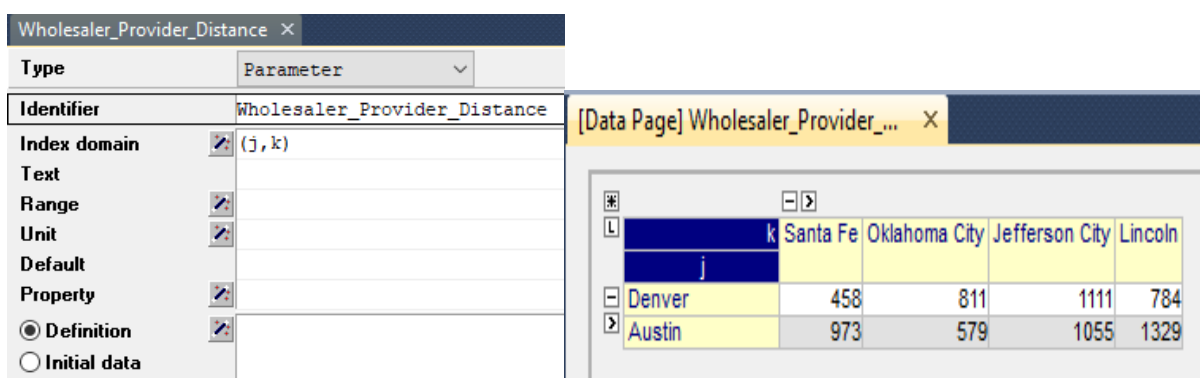 Wholesaler_Provider_Distance
Type Parameter
Identifier Wholesaler_Provider_Distance
Index domain (j,k)
Text
Range
Unit
Default
Property
Definition
Initial data
[Data Page] Wholesaler_Provider_...
k Santa Fe Oklahoma City Jefferson City Lincoln
j
Denver 458 811 1111 784
Austin 973 579 1055 1329